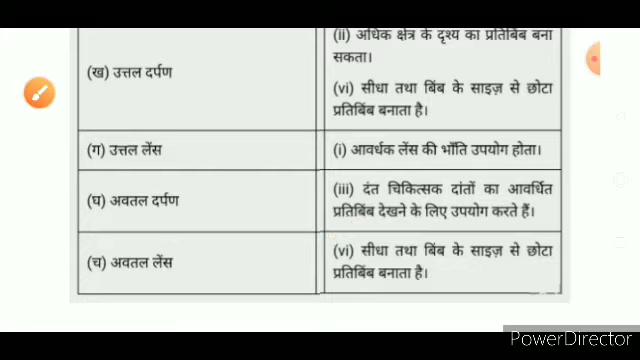 (ii) अधिक क्षेत्र के दृश्य का प्रतिबिंब बना
सकता।
(ख) उत्तल दर्पण
(vi) सीधा तथा बिंब के साइज़ से छोटा
प्रतिबिंब बनाता है।
(ग) उत्तल लेंस
(i) आवर्धक लेंस की भाँति उपयोग होता।
(घ) अवतल दर्पण
(iii) दंत चिकित्सक दांतों का आवर्धित
प्रतिबिंब देखने के लिए उपयोग करते हैं।
(च) अवतल लेंस
(vi) सीधा तथा बिंब के साइज़ से छोटा
प्रतिबिंब बनाता है।
PowerDirector